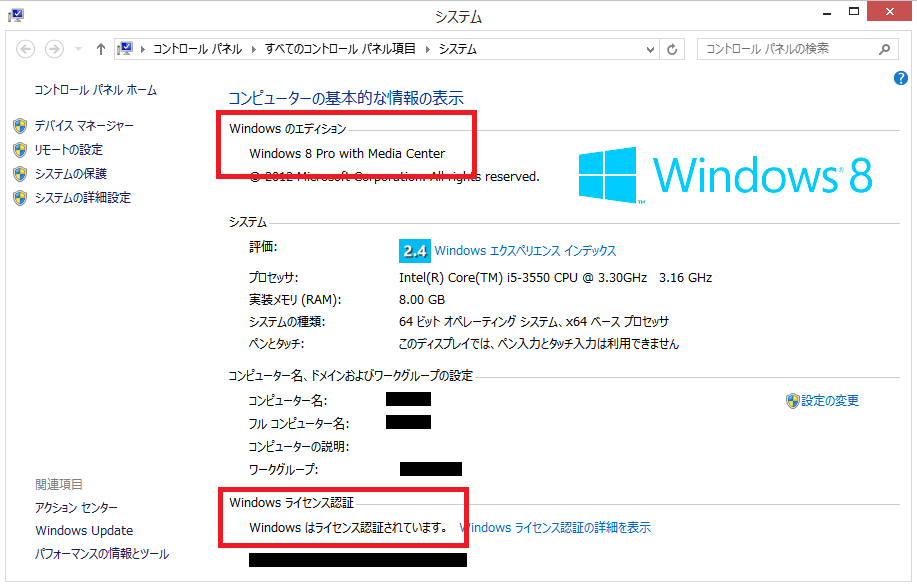 システム
コントロール パネル ▸ すべてのコントロール パネル項目 ▸ システム
コントロール パネルの検索
コントロール パネル ホーム
デバイス マネージャー
リモートの設定
システムの保護
システムの詳細設定
コンピューターの基本的な情報の表示
Windows のエディション
Windows 8 Pro with Media Center
© 2012 Microsoft Corporation. All rights reserved.
Windows 8
システム
評価: 2.4 Windows エクスペリエンス インデックス
プロセッサ: Intel(R) Core(TM) i5-3550 CPU @ 3.30GHz 3.16 GHz
実装メモリ (RAM): 8.00 GB
システムの種類: 64 ビット オペレーティング システム、x64 ベース プロセッサ
ペンとタッチ: このディスプレイでは、ペン入力とタッチ入力は利用できません
コンピューター名、ドメインおよびワークグループの設定
コンピューター名: 設定の変更
フル コンピューター名:
コンピューターの説明:
ワークグループ:
Windows ライセンス認証
Windows はライセンス認証されています。 Windows ライセンス認証の詳細を表示
関連項目
アクション センター
Windows Update
パフォーマンスの情報とツール